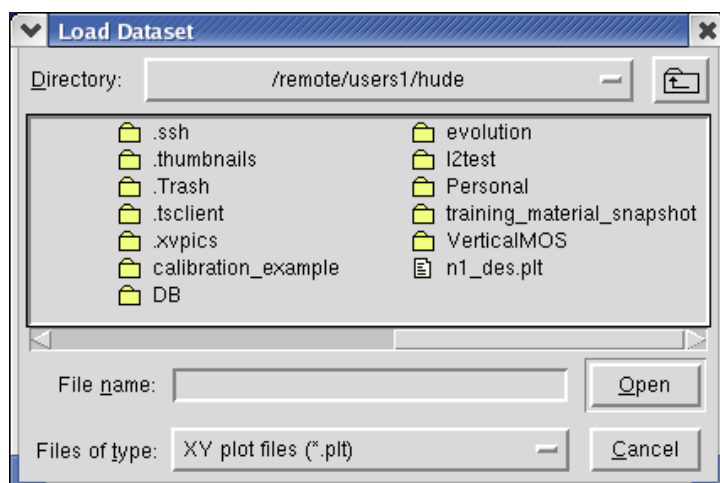 Load Dataset
Directory: /remote/users1/hude
.ssh
.thumbnails
.Trash
.tsclient
.xvpics
calibration_example
DB
evolution
l2test
Personal
training_material_snapshot
VerticalMOS
n1_des.plt
File name:
Open
Files of type: XY plot files (*.plt)
Cancel